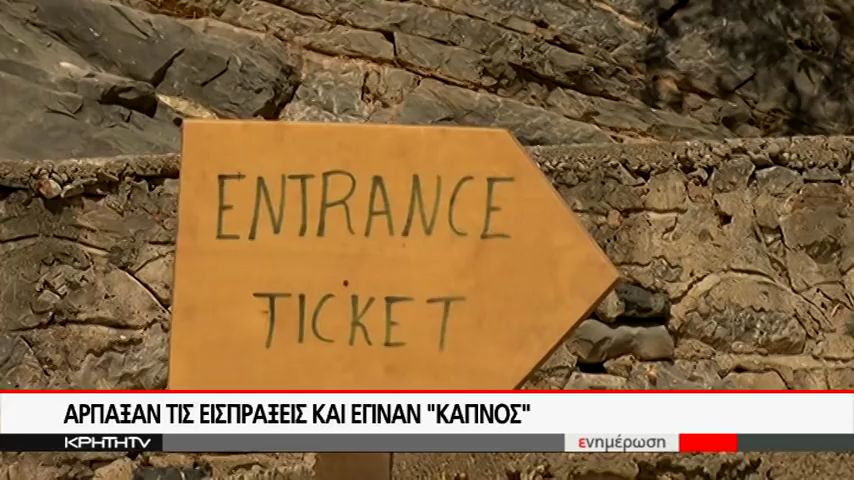 ENTRANCE
TICKET
ΑΡΠΑΞΑΝ ΤΙΣ ΕΙΣΠΡΑΞΕΙΣ ΚΑΙ ΕΓΙΝΑΝ "ΚΑΠΝΟΣ"
ΚΡΗΤΗTV ενημέρωση